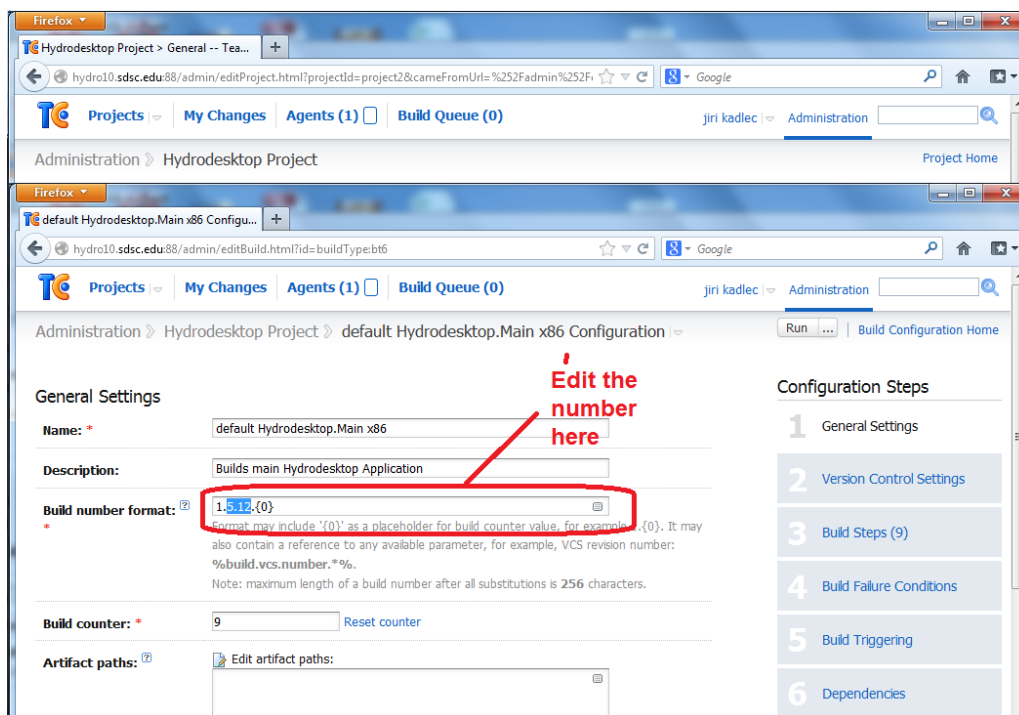 Firefox
Hydrodesktop Project > General -- Tea... +
hydro10.sdsc.edu:88/admin/editProject.html?projectId=project2&cameFromUrl=%252Fadmin%252F Google
Projects My Changes Agents (1) Build Queue (0) jiri kadlec Administration
Administration Hydrodesktop Project Project Home
Firefox
default Hydrodesktop.Main x86 Configu... +
hydro10.sdsc.edu:88/admin/editBuild.html?id=buildType:bt6 Google
Projects My Changes Agents (1) Build Queue (0) jiri kadlec Administration
Administration Hydrodesktop Project default Hydrodesktop.Main x86 Configuration Run ... Build Configuration Home
Edit the
number
here
General Settings
Name: * default Hydrodesktop.Main x86
Description: Builds main Hydrodesktop Application
Build number format: ? * 1.5.12.{0}
Format may include '{0}' as a placeholder for build counter value, for example .{0}. It may
also contain a reference to any available parameter, for example, VCS revision number:
%build.vcs.number.*%.
Note: maximum length of a build number after all substitutions is 256 characters.
Build counter: * 9 Reset counter
Artifact paths: ? Edit artifact paths:
Configuration Steps
1 General Settings
2 Version Control Settings
3 Build Steps (9)
4 Build Failure Conditions
5 Build Triggering
6 Dependencies